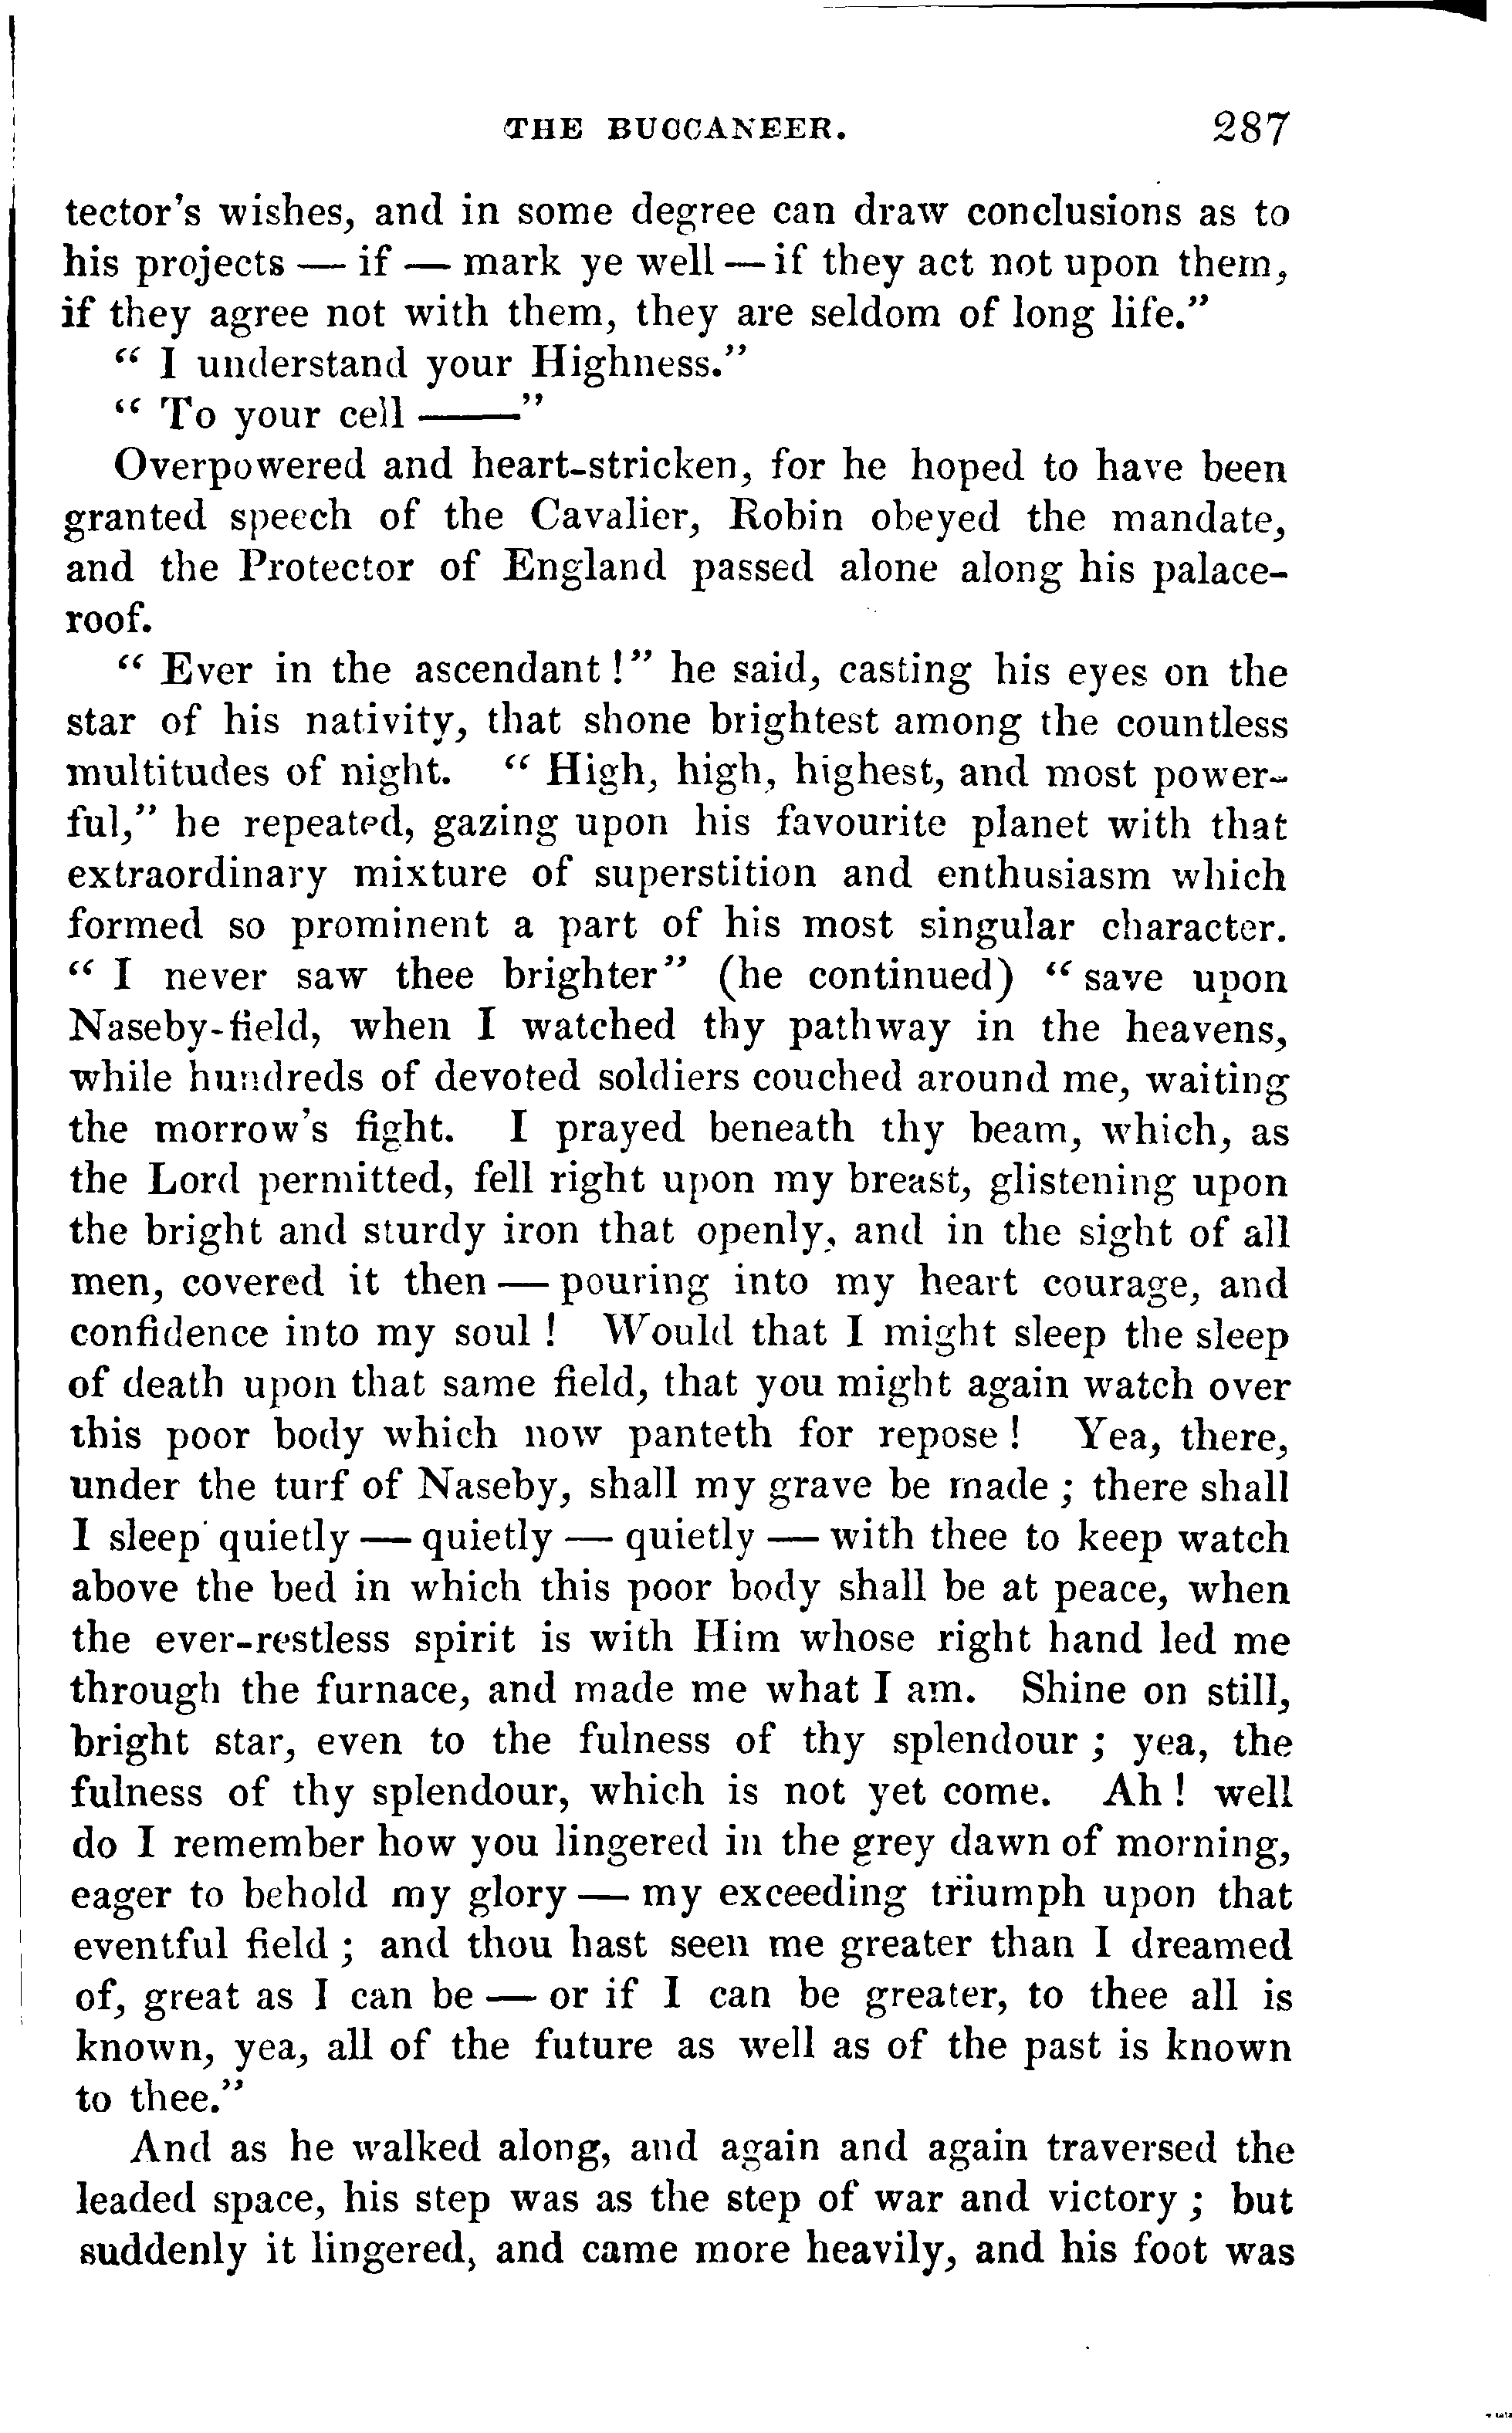 THE BUCCANEER. 287
tector's wishes, and in some degree can draw conclusions as to
his projects — if — mark ye well — if they act not upon them,
if they agree not with them, they are seldom of long life.”
“ I understand your Highness.”
“ To your cell ——”
Overpowered and heart-stricken, for he hoped to have been
granted speech of the Cavalier, Robin obeyed the mandate,
and the Protector of England passed alone along his palace-
roof.
“ Ever in the ascendant !” he said, casting his eyes on the
star of his nativity, that shone brightest among the countless
multitudes of night. “ High, high, highest, and most power-
ful,” he repeated, gazing upon his favourite planet with that
extraordinary mixture of superstition and enthusiasm which
formed so prominent a part of his most singular character.
“ I never saw thee brighter” (he continued) “ save upon
Naseby-field, when I watched thy pathway in the heavens,
while hundreds of devoted soldiers couched around me, waiting
the morrow's fight. I prayed beneath thy beam, which, as
the Lord permitted, fell right upon my breast, glistening upon
the bright and sturdy iron that openly, and in the sight of all
men, covered it then — pouring into my heart courage, and
confidence into my soul ! Would that I might sleep the sleep
of death upon that same field, that you might again watch over
this poor body which now panteth for repose ! Yea, there,
under the turf of Naseby, shall my grave be made ; there shall
I sleep quietly — quietly — quietly — with thee to keep watch
above the bed in which this poor body shall be at peace, when
the ever-restless spirit is with Him whose right hand led me
through the furnace, and made me what I am. Shine on still,
bright star, even to the fulness of thy splendour ; yea, the
fulness of thy splendour, which is not yet come. Ah ! well
do I remember how you lingered in the grey dawn of morning,
eager to behold my glory — my exceeding triumph upon that
eventful field ; and thou hast seen me greater than I dreamed
of, great as I can be — or if I can be greater, to thee all is
known, yea, all of the future as well as of the past is known
to thee.”
And as he walked along, and again and again traversed the
leaded space, his step was as the step of war and victory ; but
suddenly it lingered, and came more heavily, and his foot was